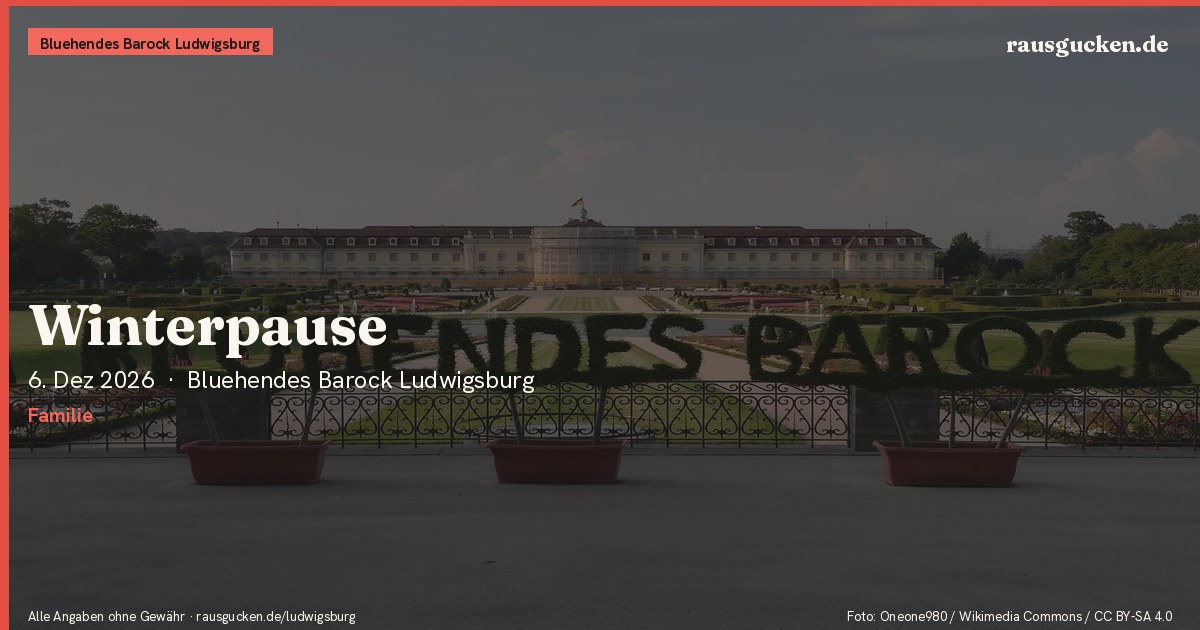 Bluehendes Barock Ludwigsburg
rausgucken.de
Winterpause
ENDES BAROCK
6. Dez 2026 · Bluehendes Barock Ludwigsburg
Familie
Alle Angaben ohne Gewähr · rausgucken.de/ludwigsburg
Foto: Oneone980 / Wikimedia Commons / CC BY-SA 4.0